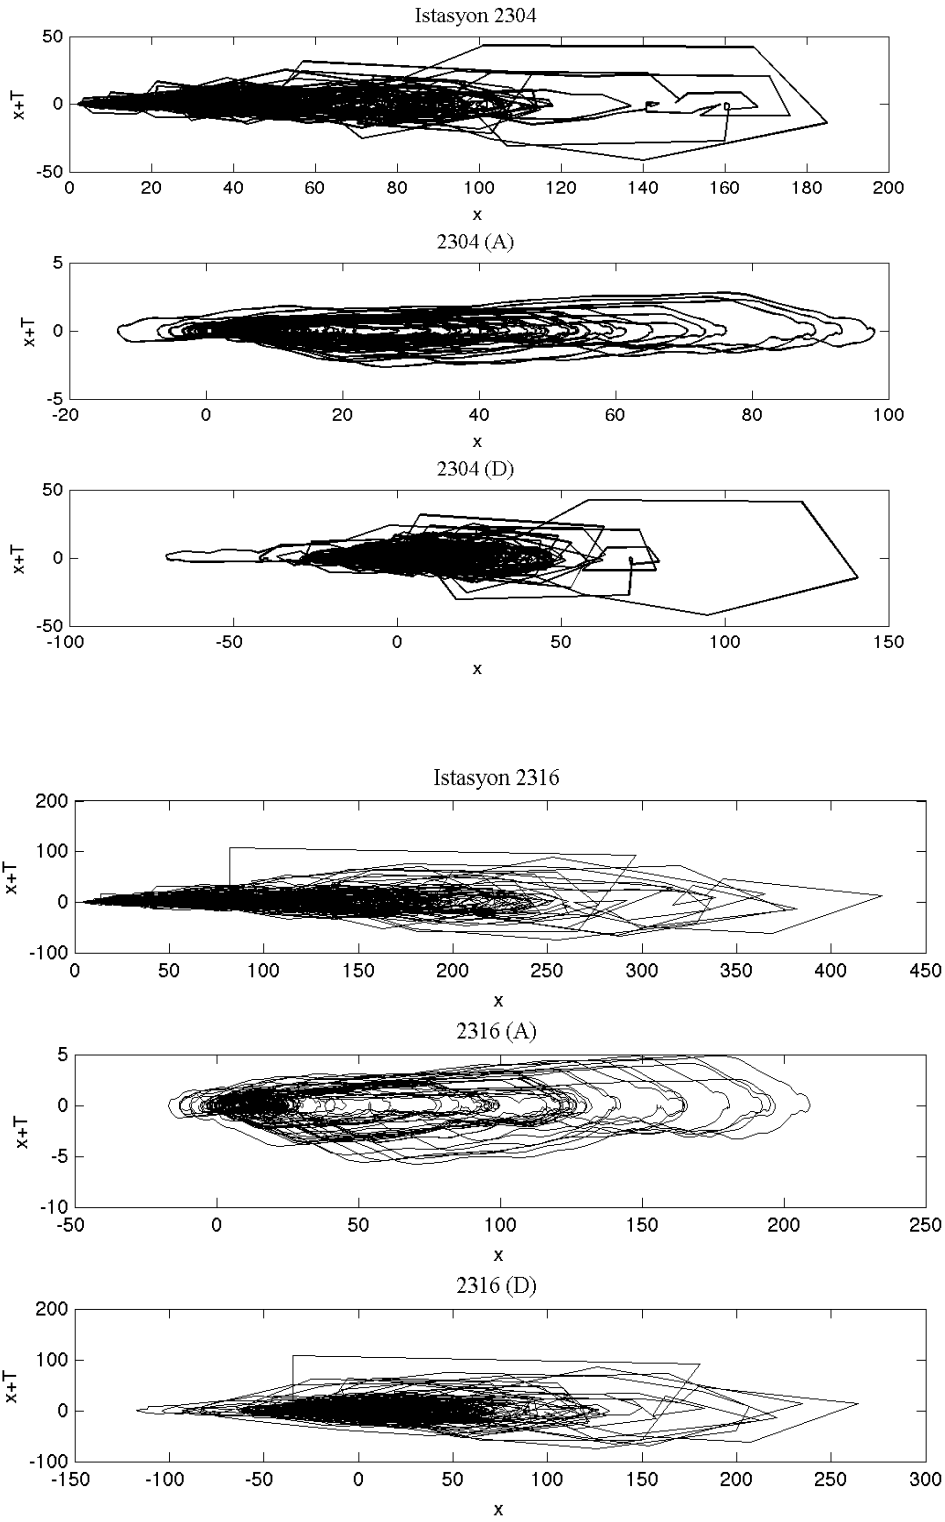 Istasyon 2304
50
0
-50
x+T
0 20 40 60 80 100 120 140 160 180 200
x
2304 (A)
5
0
-5
x+T
-20 0 20 40 60 80 100
x
2304 (D)
50
0
-50
x+T
-100 -50 0 50 100 150
x
Istasyon 2316
200
100
0
-100
x+T
0 50 100 150 200 250 300 350 400 450
x
2316 (A)
5
0
-5
-10
x+T
-50 0 50 100 150 200 250
x
2316 (D)
200
100
0
-100
x+T
-150 -100 -50 0 50 100 150 200 250 300
x